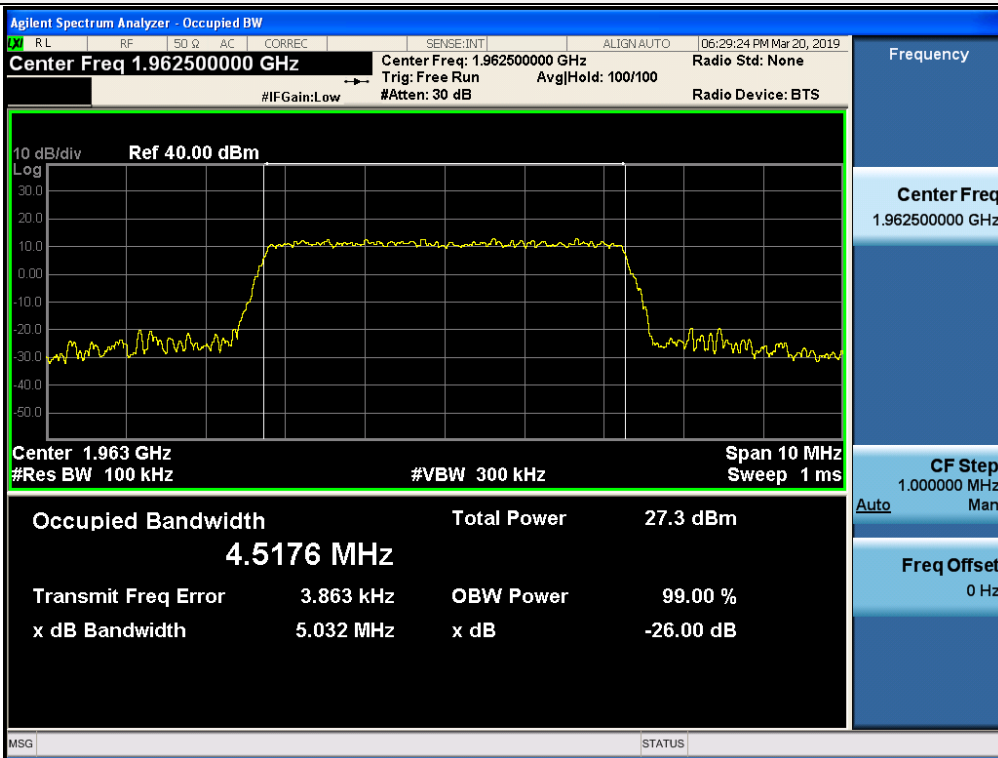 Agilent Spectrum Analyzer - Occupied BW
LXI RL RF 50 Ω AC CORREC SENSE:INT ALIGN AUTO 06:29:24 PM Mar 20, 2019
Center Freq 1.962500000 GHz
Center Freq: 1.962500000 GHz
Radio Std: None
Trig: Free Run Avg|Hold: 100/100
#IFGain:Low #Atten: 30 dB Radio Device: BTS
10 dB/div Ref 40.00 dBm
Log
30.0
20.0
10.0
0.00
-10.0
-20.0
-30.0
-40.0
-50.0
Center 1.963 GHz Span 10 MHz
#Res BW 100 kHz #VBW 300 kHz Sweep 1 ms
Occupied Bandwidth Total Power 27.3 dBm
4.5176 MHz
Transmit Freq Error 3.863 kHz OBW Power 99.00 %
x dB Bandwidth 5.032 MHz x dB -26.00 dB
Frequency
Center Freq
1.962500000 GHz
CF Step
1.000000 MHz
Auto Man
Freq Offset
0 Hz
MSG STATUS